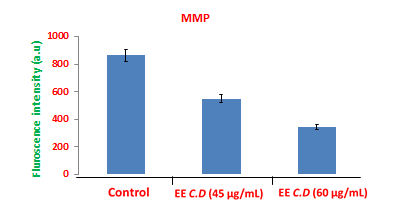 MMP
Fluroscence intensity (a.u)
1000
800
600
400
200
0
Control
EE C.D (45 µg/mL)
EE C.D (60 µg/mL)